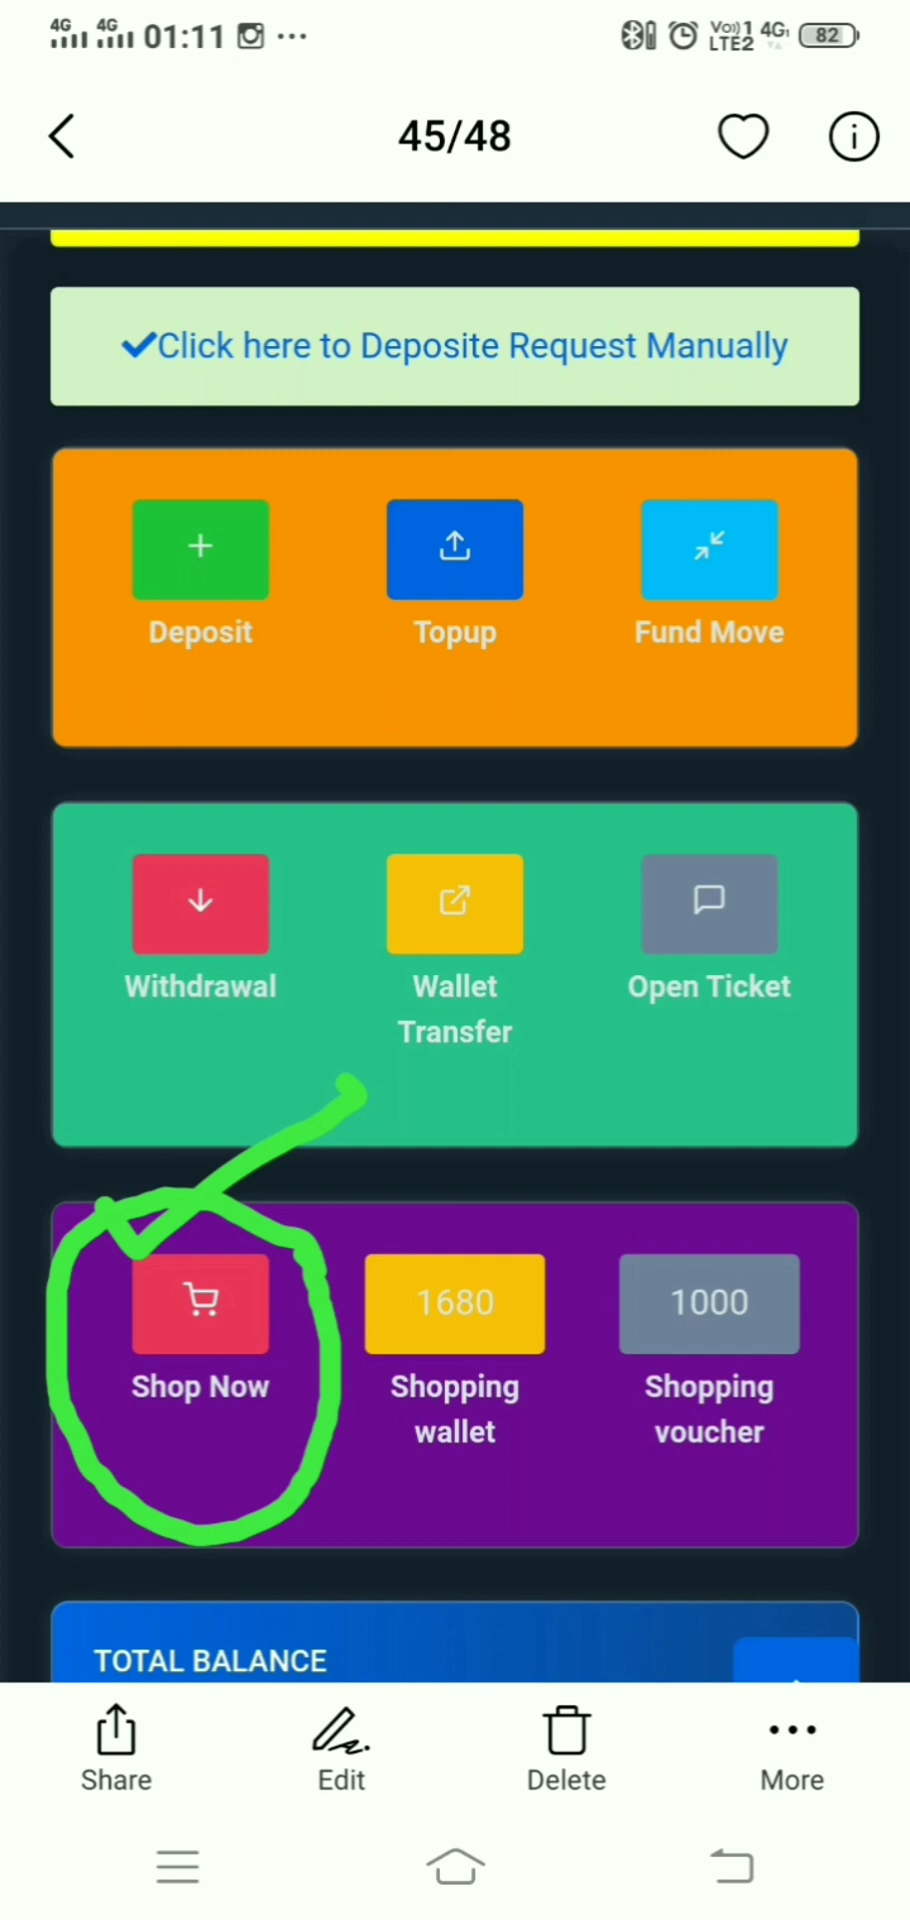 4G 4G 01:11 Vo)) 1 LTE2 4G 82
45/48
Click here to Deposite Request Manually
Deposit Topup Fund Move
Withdrawal Wallet Transfer Open Ticket
1680 1000
Shop Now Shopping wallet Shopping voucher
TOTAL BALANCE
Share Edit Delete More